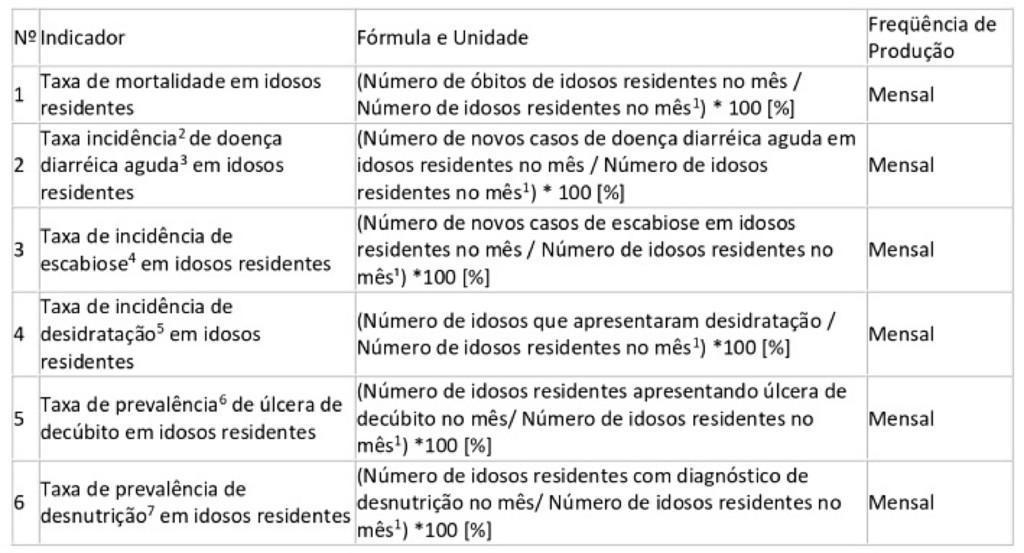 Nº Indicador Fórmula e Unidade Freqüência de Produção
1 Taxa de mortalidade em idosos residentes
(Número de óbitos de idosos residentes no mês /
Número de idosos residentes no mês¹) * 100 [%]
Mensal
2 Taxa incidência² de doença
diarréica aguda³ em idosos
residentes
(Número de novos casos de doença diarréica aguda em
idosos residentes no mês / Número de idosos
residentes no mês¹) * 100 [%]
Mensal
3 Taxa de incidência de
escabiose⁴ em idosos residentes
(Número de novos casos de escabiose em idosos
residentes no mês / Número de idosos residentes no
mês¹) *100 [%]
Mensal
4 Taxa de incidência de
desidratação⁵ em idosos
residentes
(Número de idosos que apresentaram desidratação /
Número de idosos residentes no mês¹) *100 [%]
Mensal
5 Taxa de prevalência⁶ de úlcera de
decúbito em idosos residentes
(Número de idosos residentes apresentando úlcera de
decúbito no mês/ Número de idosos residentes no
mês¹) *100 [%]
Mensal
6 Taxa de prevalência de
desnutrição⁷ em idosos residentes
(Número de idosos residentes com diagnóstico de
desnutrição no mês/ Número de idosos residentes no
mês¹) *100 [%]
Mensal